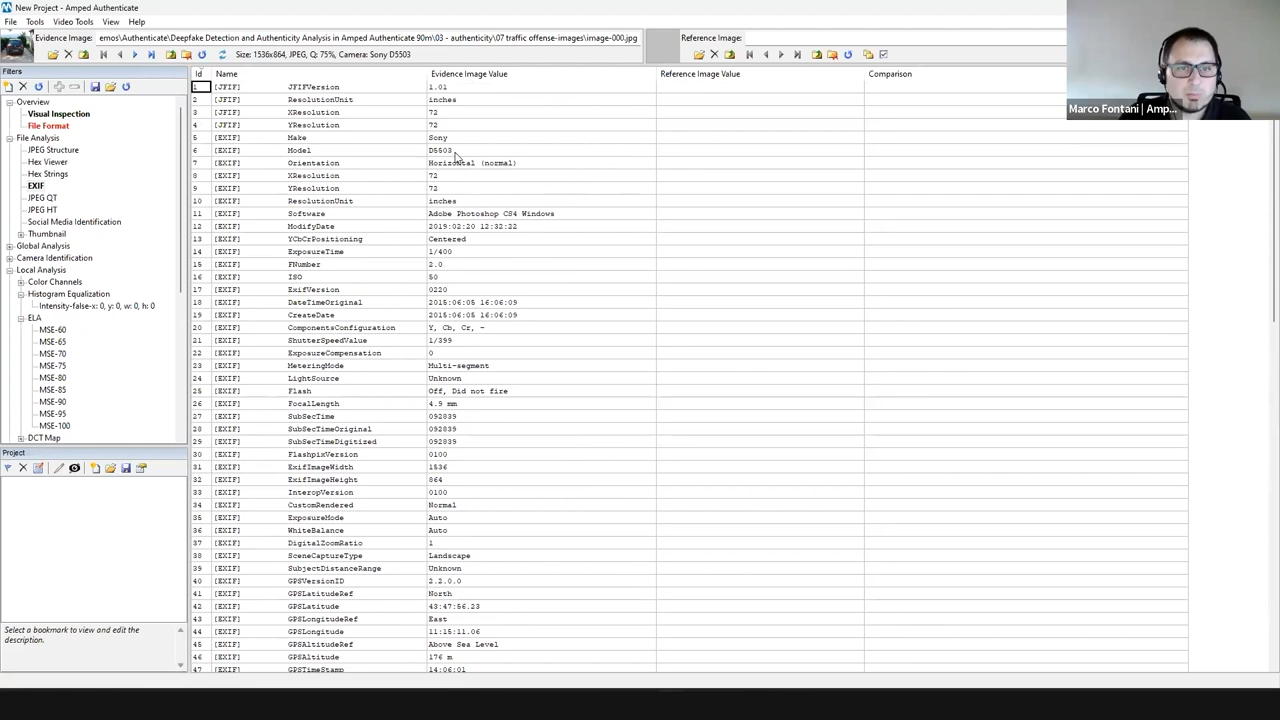 New Project - Amped Authenticate
File Tools Video Tools View Help
Evidence Image: emos\Authenticate\Deepfake Detection and Authenticity Analysis in Amped Authenticate 90m\03 - authenticity\07 traffic offense-images\image-000.jpg Reference Image:
Size: 1536x864, JPEG, Q: 75%, Camera: Sony D5503
Marco Fontani | Amp...
Filters
Overview
Visual Inspection
File Format
File Analysis
JPEG Structure
Hex Viewer
Hex Strings
EXIF
JPEG QT
JPEG HT
Social Media Identification
Thumbnail
Global Analysis
Camera Identification
Local Analysis
Color Channels
Histogram Equalization
Intensity-false-x: 0, y: 0, w: 0, h: 0
ELA
MSE-60
MSE-65
MSE-70
MSE-75
MSE-80
MSE-85
MSE-90
MSE-95
MSE-100
DCT Map
Project
Select a bookmark to view and edit the
description.
Id Name Evidence Image Value Reference Image Value Comparison
1 [JFIF] JFIFVersion 1.01
2 [JFIF] ResolutionUnit inches
3 [JFIF] XResolution 72
4 [JFIF] YResolution 72
5 [EXIF] Make Sony
6 [EXIF] Model D5503
7 [EXIF] Orientation Horizontal (normal)
8 [EXIF] XResolution 72
9 [EXIF] YResolution 72
10 [EXIF] ResolutionUnit inches
11 [EXIF] Software Adobe Photoshop CS4 Windows
12 [EXIF] ModifyDate 2019:02:20 12:32:22
13 [EXIF] YCbCrPositioning Centered
14 [EXIF] ExposureTime 1/400
15 [EXIF] FNumber 2.0
16 [EXIF] ISO 50
17 [EXIF] ExifVersion 0220
18 [EXIF] DateTimeOriginal 2015:06:05 16:06:09
19 [EXIF] CreateDate 2015:06:05 16:06:09
20 [EXIF] ComponentsConfiguration Y, Cb, Cr, -
21 [EXIF] ShutterSpeedValue 1/399
22 [EXIF] ExposureCompensation 0
23 [EXIF] MeteringMode Multi-segment
24 [EXIF] LightSource Unknown
25 [EXIF] Flash Off, Did not fire
26 [EXIF] FocalLength 4.9 mm
27 [EXIF] SubSecTime 092839
28 [EXIF] SubSecTimeOriginal 092839
29 [EXIF] SubSecTimeDigitized 092839
30 [EXIF] FlashpixVersion 0100
31 [EXIF] ExifImageWidth 1536
32 [EXIF] ExifImageHeight 864
33 [EXIF] InteropVersion 0100
34 [EXIF] CustomRendered Normal
35 [EXIF] ExposureMode Auto
36 [EXIF] WhiteBalance Auto
37 [EXIF] DigitalZoomRatio 1
38 [EXIF] SceneCaptureType Landscape
39 [EXIF] SubjectDistanceRange Unknown
40 [EXIF] GPSVersionID 2.2.0.0
41 [EXIF] GPSLatitudeRef North
42 [EXIF] GPSLatitude 43:47:56.23
43 [EXIF] GPSLongitudeRef East
44 [EXIF] GPSLongitude 11:15:11.06
45 [EXIF] GPSAltitudeRef Above Sea Level
46 [EXIF] GPSAltitude 176 m
47 [EXIF] GPSTimeStamp 14:06:01